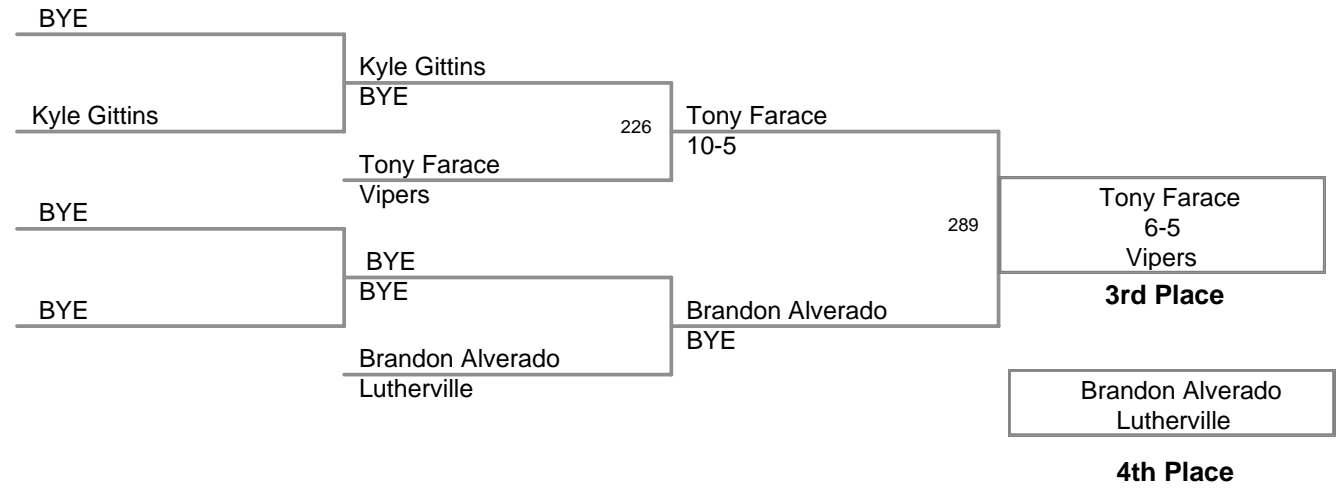 BYE
Kyle Gittins
BYE
Kyle Gittins
226
Tony Farace
10-5
Tony Farace
Vipers
BYE
289
Tony Farace
6-5
Vipers
BYE
BYE
3rd Place
BYE
Brandon Alverado
BYE
Brandon Alverado
Lutherville
Brandon Alverado
Lutherville
4th Place